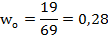 wₒ = 19/69 = 0,28